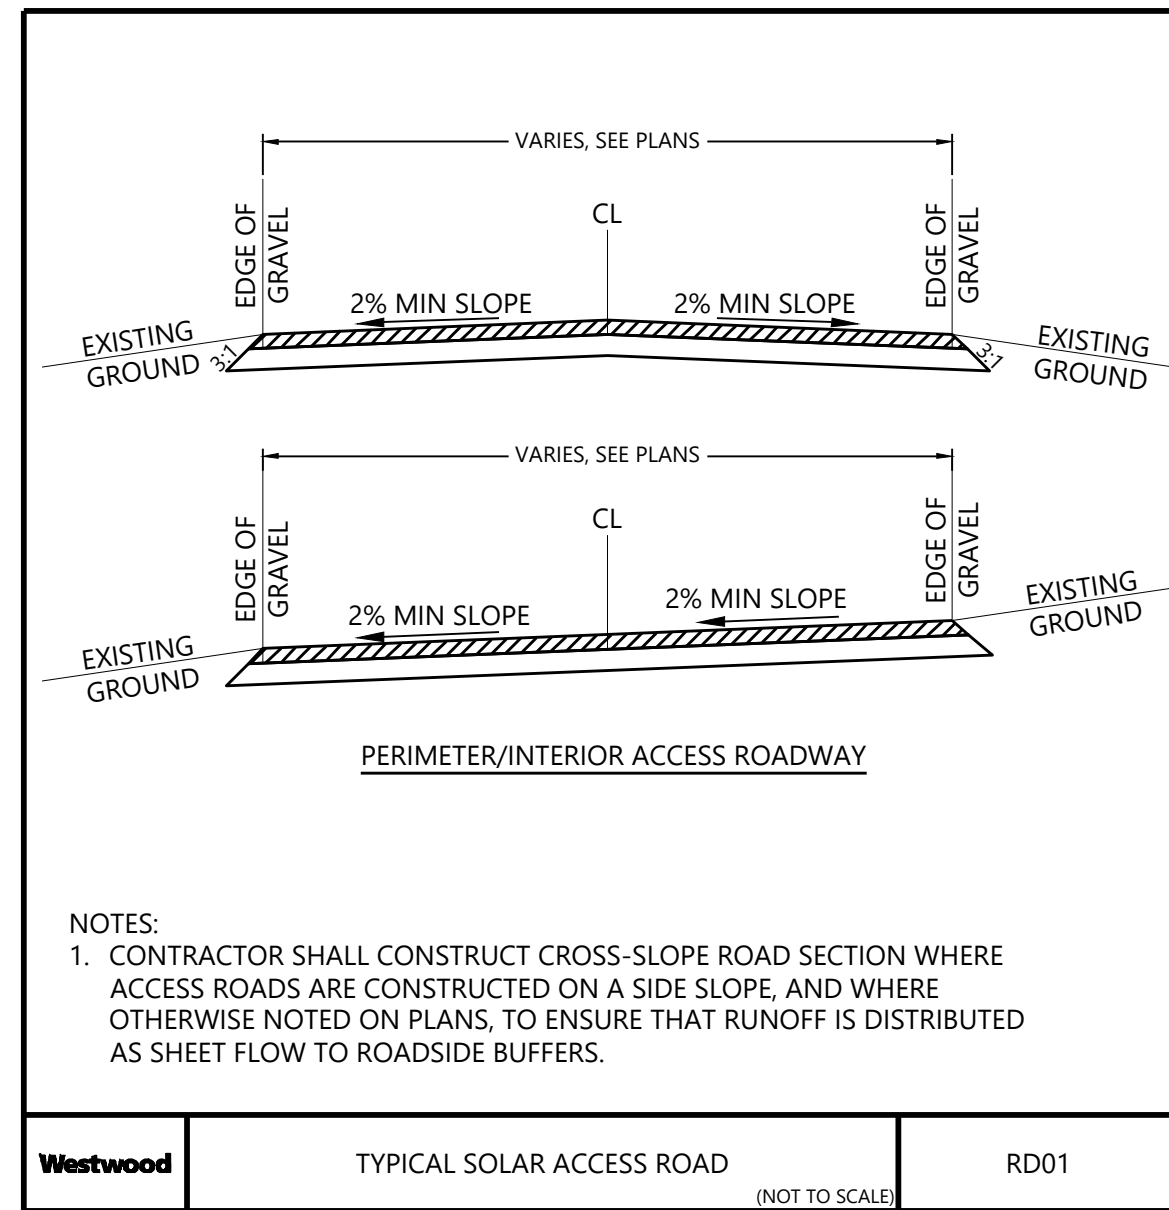 VARIES, SEE PLANS
EDGE OF
GRAVEL
CL
EDGE OF
GRAVEL
2% MIN SLOPE
2% MIN SLOPE
EXISTING
GROUND
3:1
3:1
EXISTING
GROUND
VARIES, SEE PLANS
EDGE OF
GRAVEL
CL
EDGE OF
GRAVEL
2% MIN SLOPE
2% MIN SLOPE
EXISTING
GROUND
EXISTING
GROUND
PERIMETER/INTERIOR ACCESS ROADWAY
NOTES:
1. CONTRACTOR SHALL CONSTRUCT CROSS-SLOPE ROAD SECTION WHERE
ACCESS ROADS ARE CONSTRUCTED ON A SIDE SLOPE, AND WHERE
OTHERWISE NOTED ON PLANS, TO ENSURE THAT RUNOFF IS DISTRIBUTED
AS SHEET FLOW TO ROADSIDE BUFFERS.
Westwood
TYPICAL SOLAR ACCESS ROAD
(NOT TO SCALE)
RD01